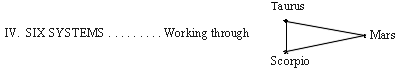 Taurus
IV. SIX SYSTEMS . . . . . . . . . Working through
Mars
Scorpio